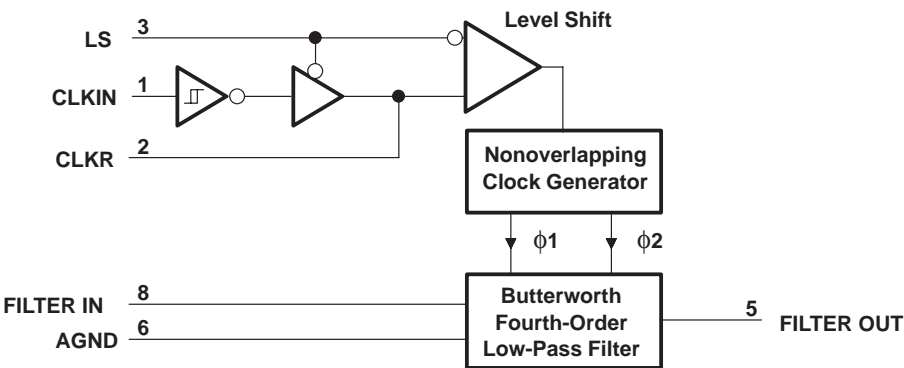 Level Shift
LS 3
CLKIN 1
CLKR 2
Nonoverlapping
Clock Generator
ϕ1 ϕ2
FILTER IN 8
AGND 6
Butterworth
Fourth-Order
Low-Pass Filter
5 FILTER OUT